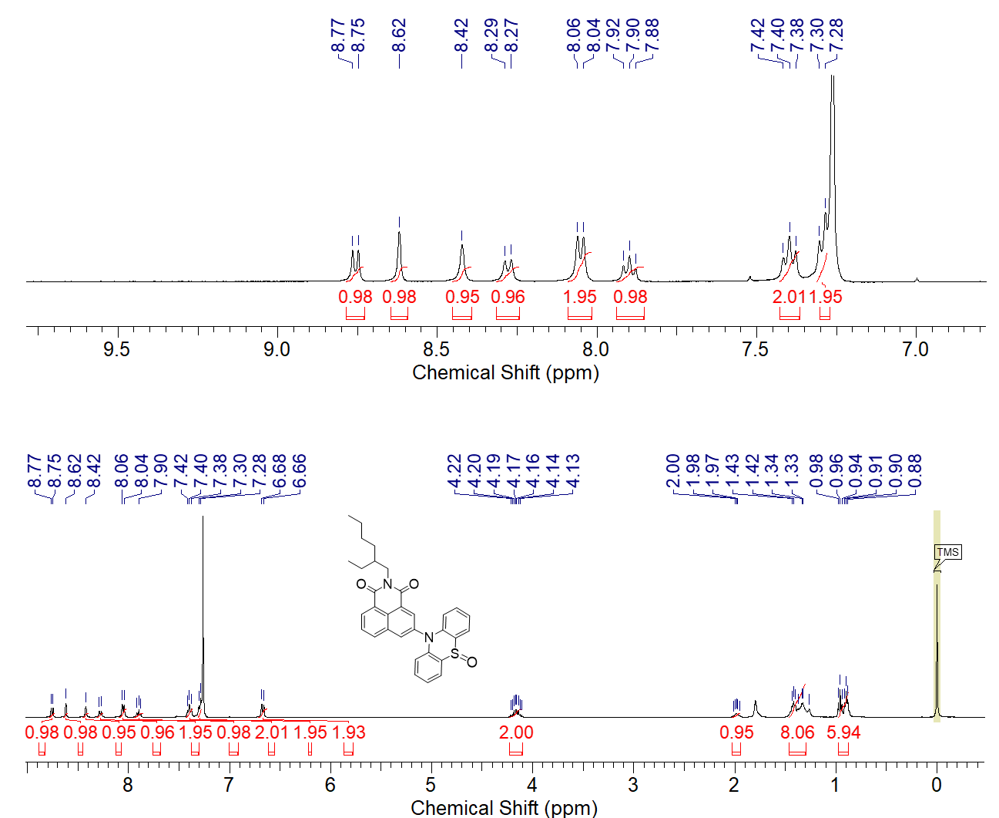 8.77 8.75 8.62 8.42 8.29 8.27 8.06 8.04 7.92 7.90 7.88 7.42 7.40 7.38 7.30 7.28
0.98 0.98 0.95 0.96 1.95 0.98 2.01 1.95
9.5 9.0 8.5 8.0 7.5 7.0
Chemical Shift (ppm)
8.77 8.75 8.62 8.42 8.06 8.04 7.90 7.42 7.40 7.38 7.30 7.28 6.68 6.66 4.22 4.20 4.19 4.17 4.16 4.14 4.13 2.00 1.98 1.97 1.43 1.42 1.34 1.33 0.98 0.96 0.94 0.91 0.90 0.88
TMS
O N O
N
S O
0.98 0.98 0.95 0.96 1.95 0.98 2.01 1.95 1.93 2.00 0.95 8.06 5.94
8 7 6 5 4 3 2 1 0
Chemical Shift (ppm)